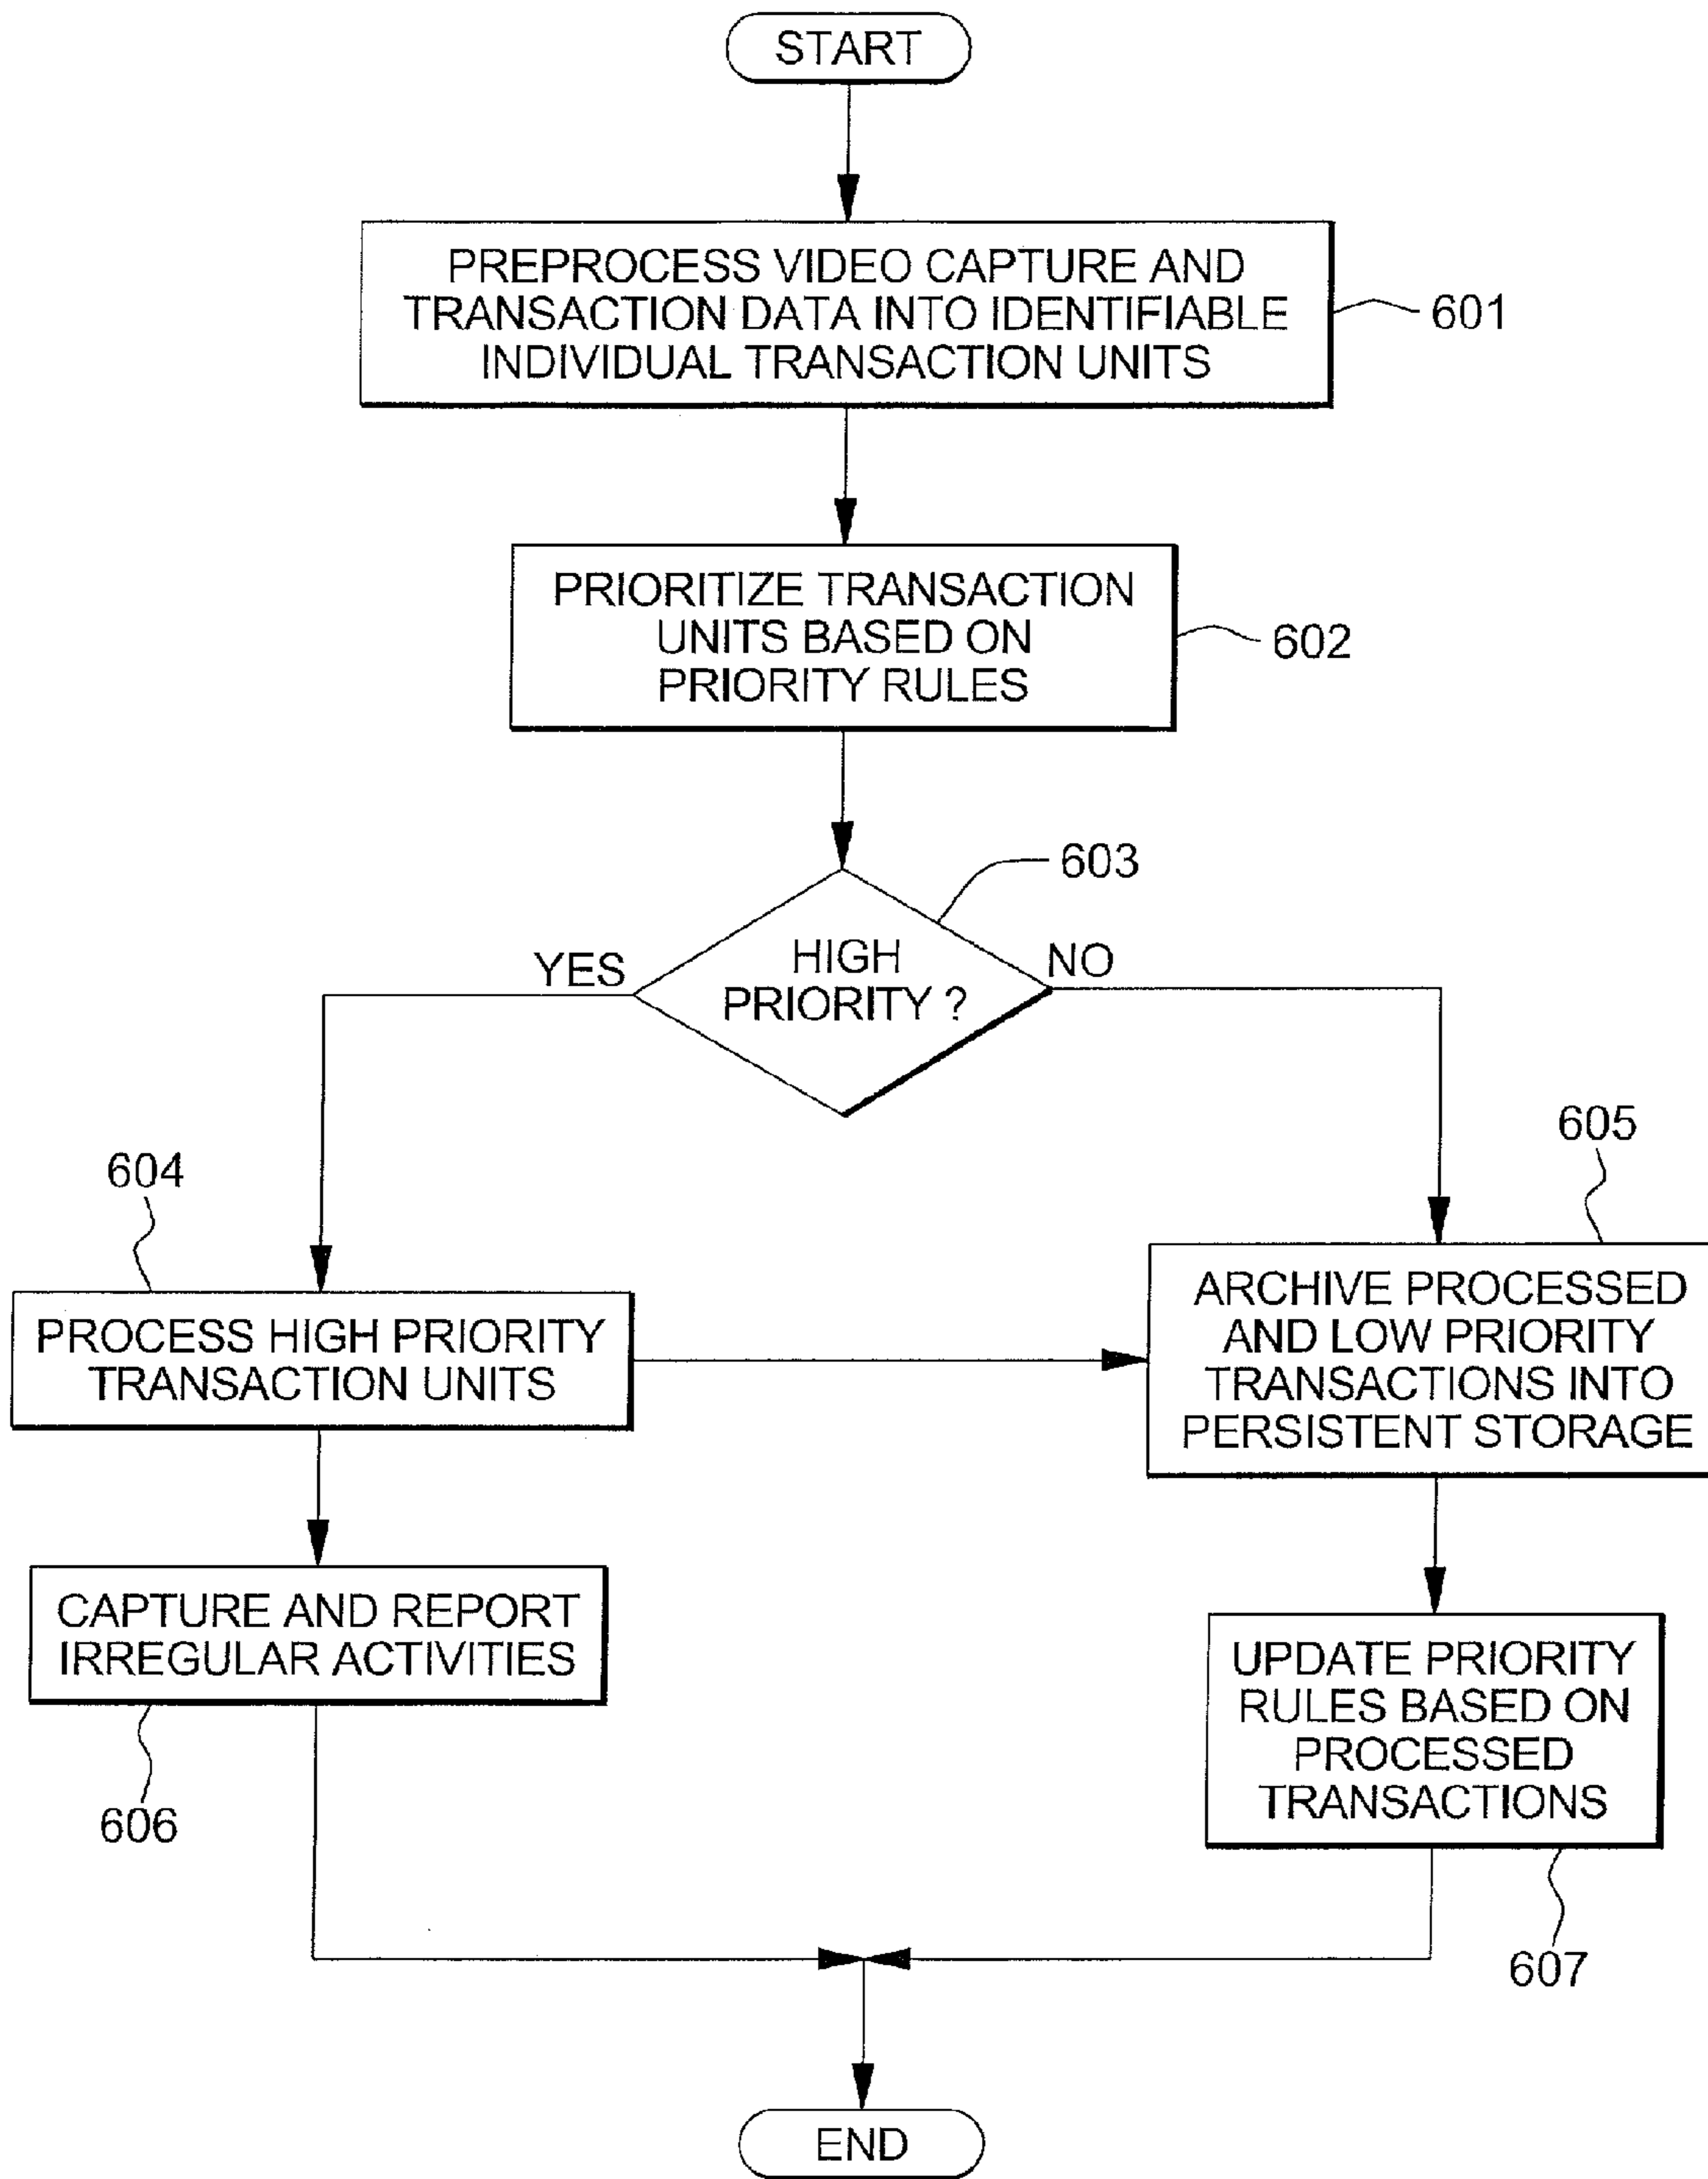 START
PREPROCESS VIDEO CAPTURE AND
TRANSACTION DATA INTO IDENTIFIABLE
INDIVIDUAL TRANSACTION UNITS
601
PRIORITIZE TRANSACTION
UNITS BASED ON
PRIORITY RULES
602
603
YES
HIGH
PRIORITY ?
NO
604
605
PROCESS HIGH PRIORITY
TRANSACTION UNITS
ARCHIVE PROCESSED
AND LOW PRIORITY
TRANSACTIONS INTO
PERSISTENT STORAGE
CAPTURE AND REPORT
IRREGULAR ACTIVITIES
606
UPDATE PRIORITY
RULES BASED ON
PROCESSED
TRANSACTIONS
607
END